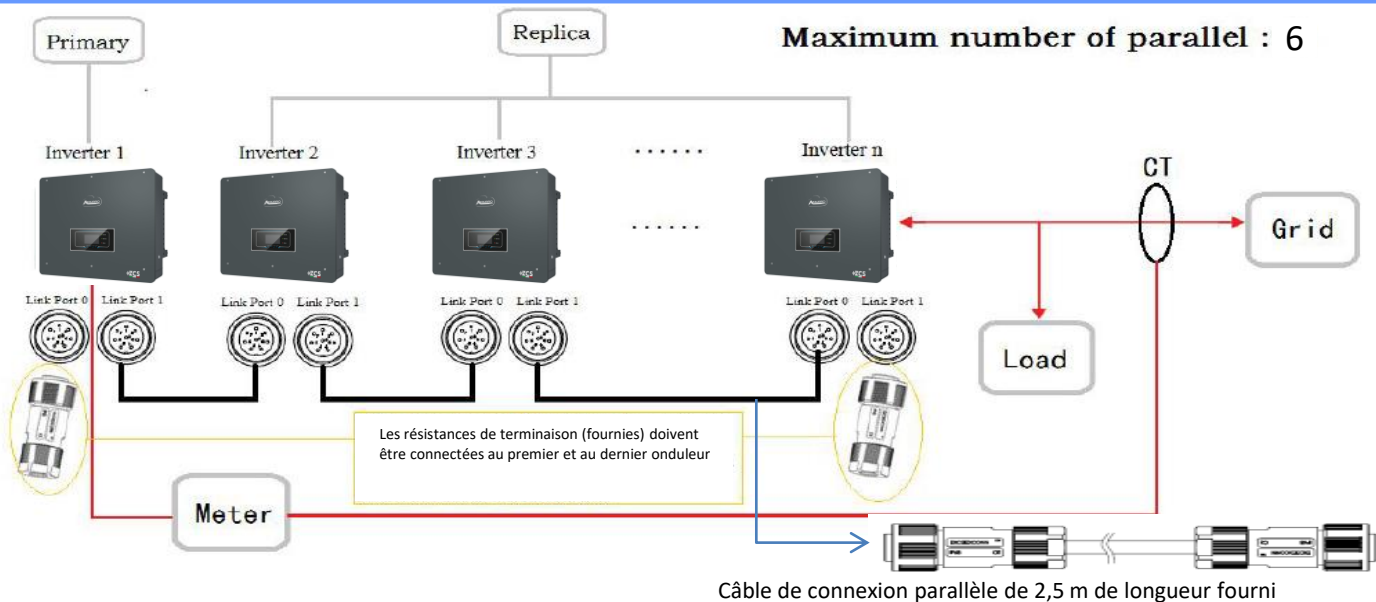 Primary
Replica
Maximum number of parallel : 6
Inverter 1
Inverter 2
Inverter 3
......
Inverter n
......
CT
Grid
Link Port 0 Link Port 1
Link Port 0 Link Port 1
Link Port 0 Link Port 1
Link Port 0 Link Port 1
Load
Les résistances de terminaison (fournies) doivent
être connectées au premier et au dernier onduleur
Meter
Câble de connexion parallèle de 2,5 m de longueur fourni